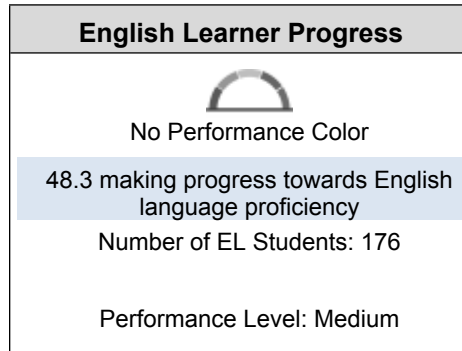 English Learner Progress
No Performance Color
48.3 making progress towards English
language proficiency
Number of EL Students: 176
Performance Level: Medium